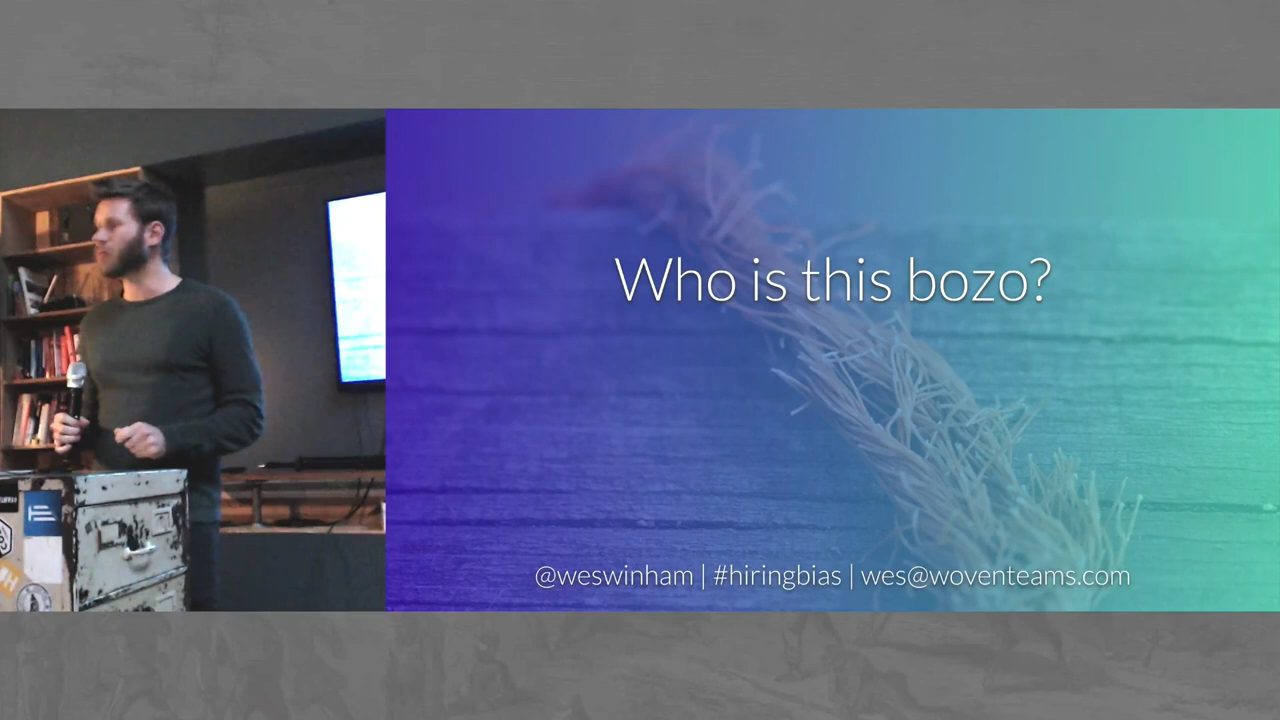 Who is this bozo?
@weswinham | #hiringbias | wes@woventeams.com